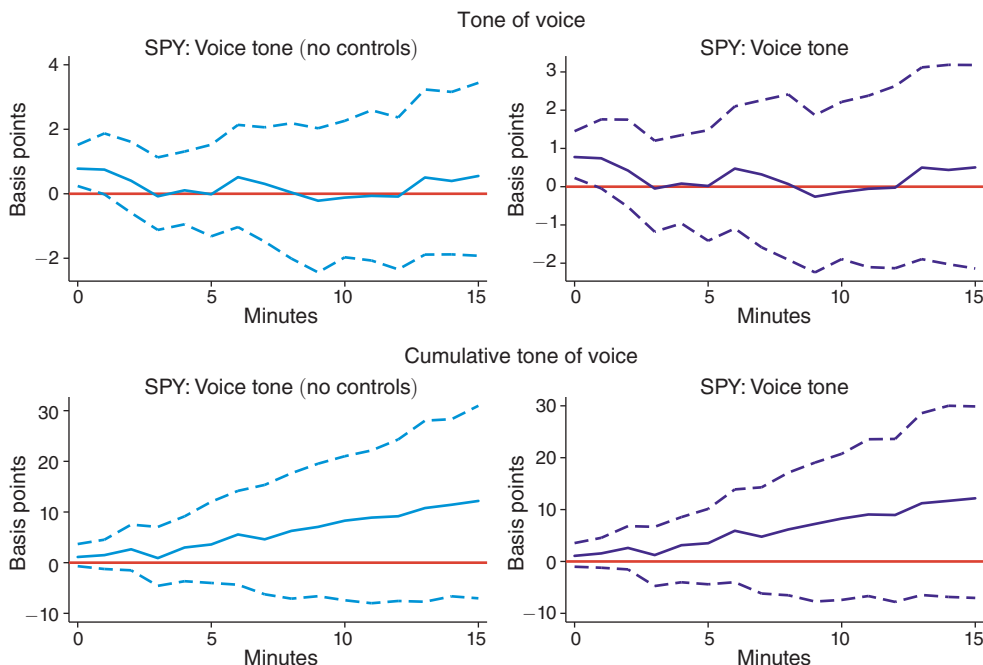 Tone of voice
SPY: Voice tone (no controls)
SPY: Voice tone
Basis points
4
2
0
−2
0
5
10
15
Minutes
Basis points
3
2
1
0
−1
−2
0
5
10
15
Minutes
Cumulative tone of voice
SPY: Voice tone (no controls)
SPY: Voice tone
Basis points
30
20
10
0
−10
0
5
10
15
Minutes
Basis points
30
20
10
0
−10
0
5
10
15
Minutes